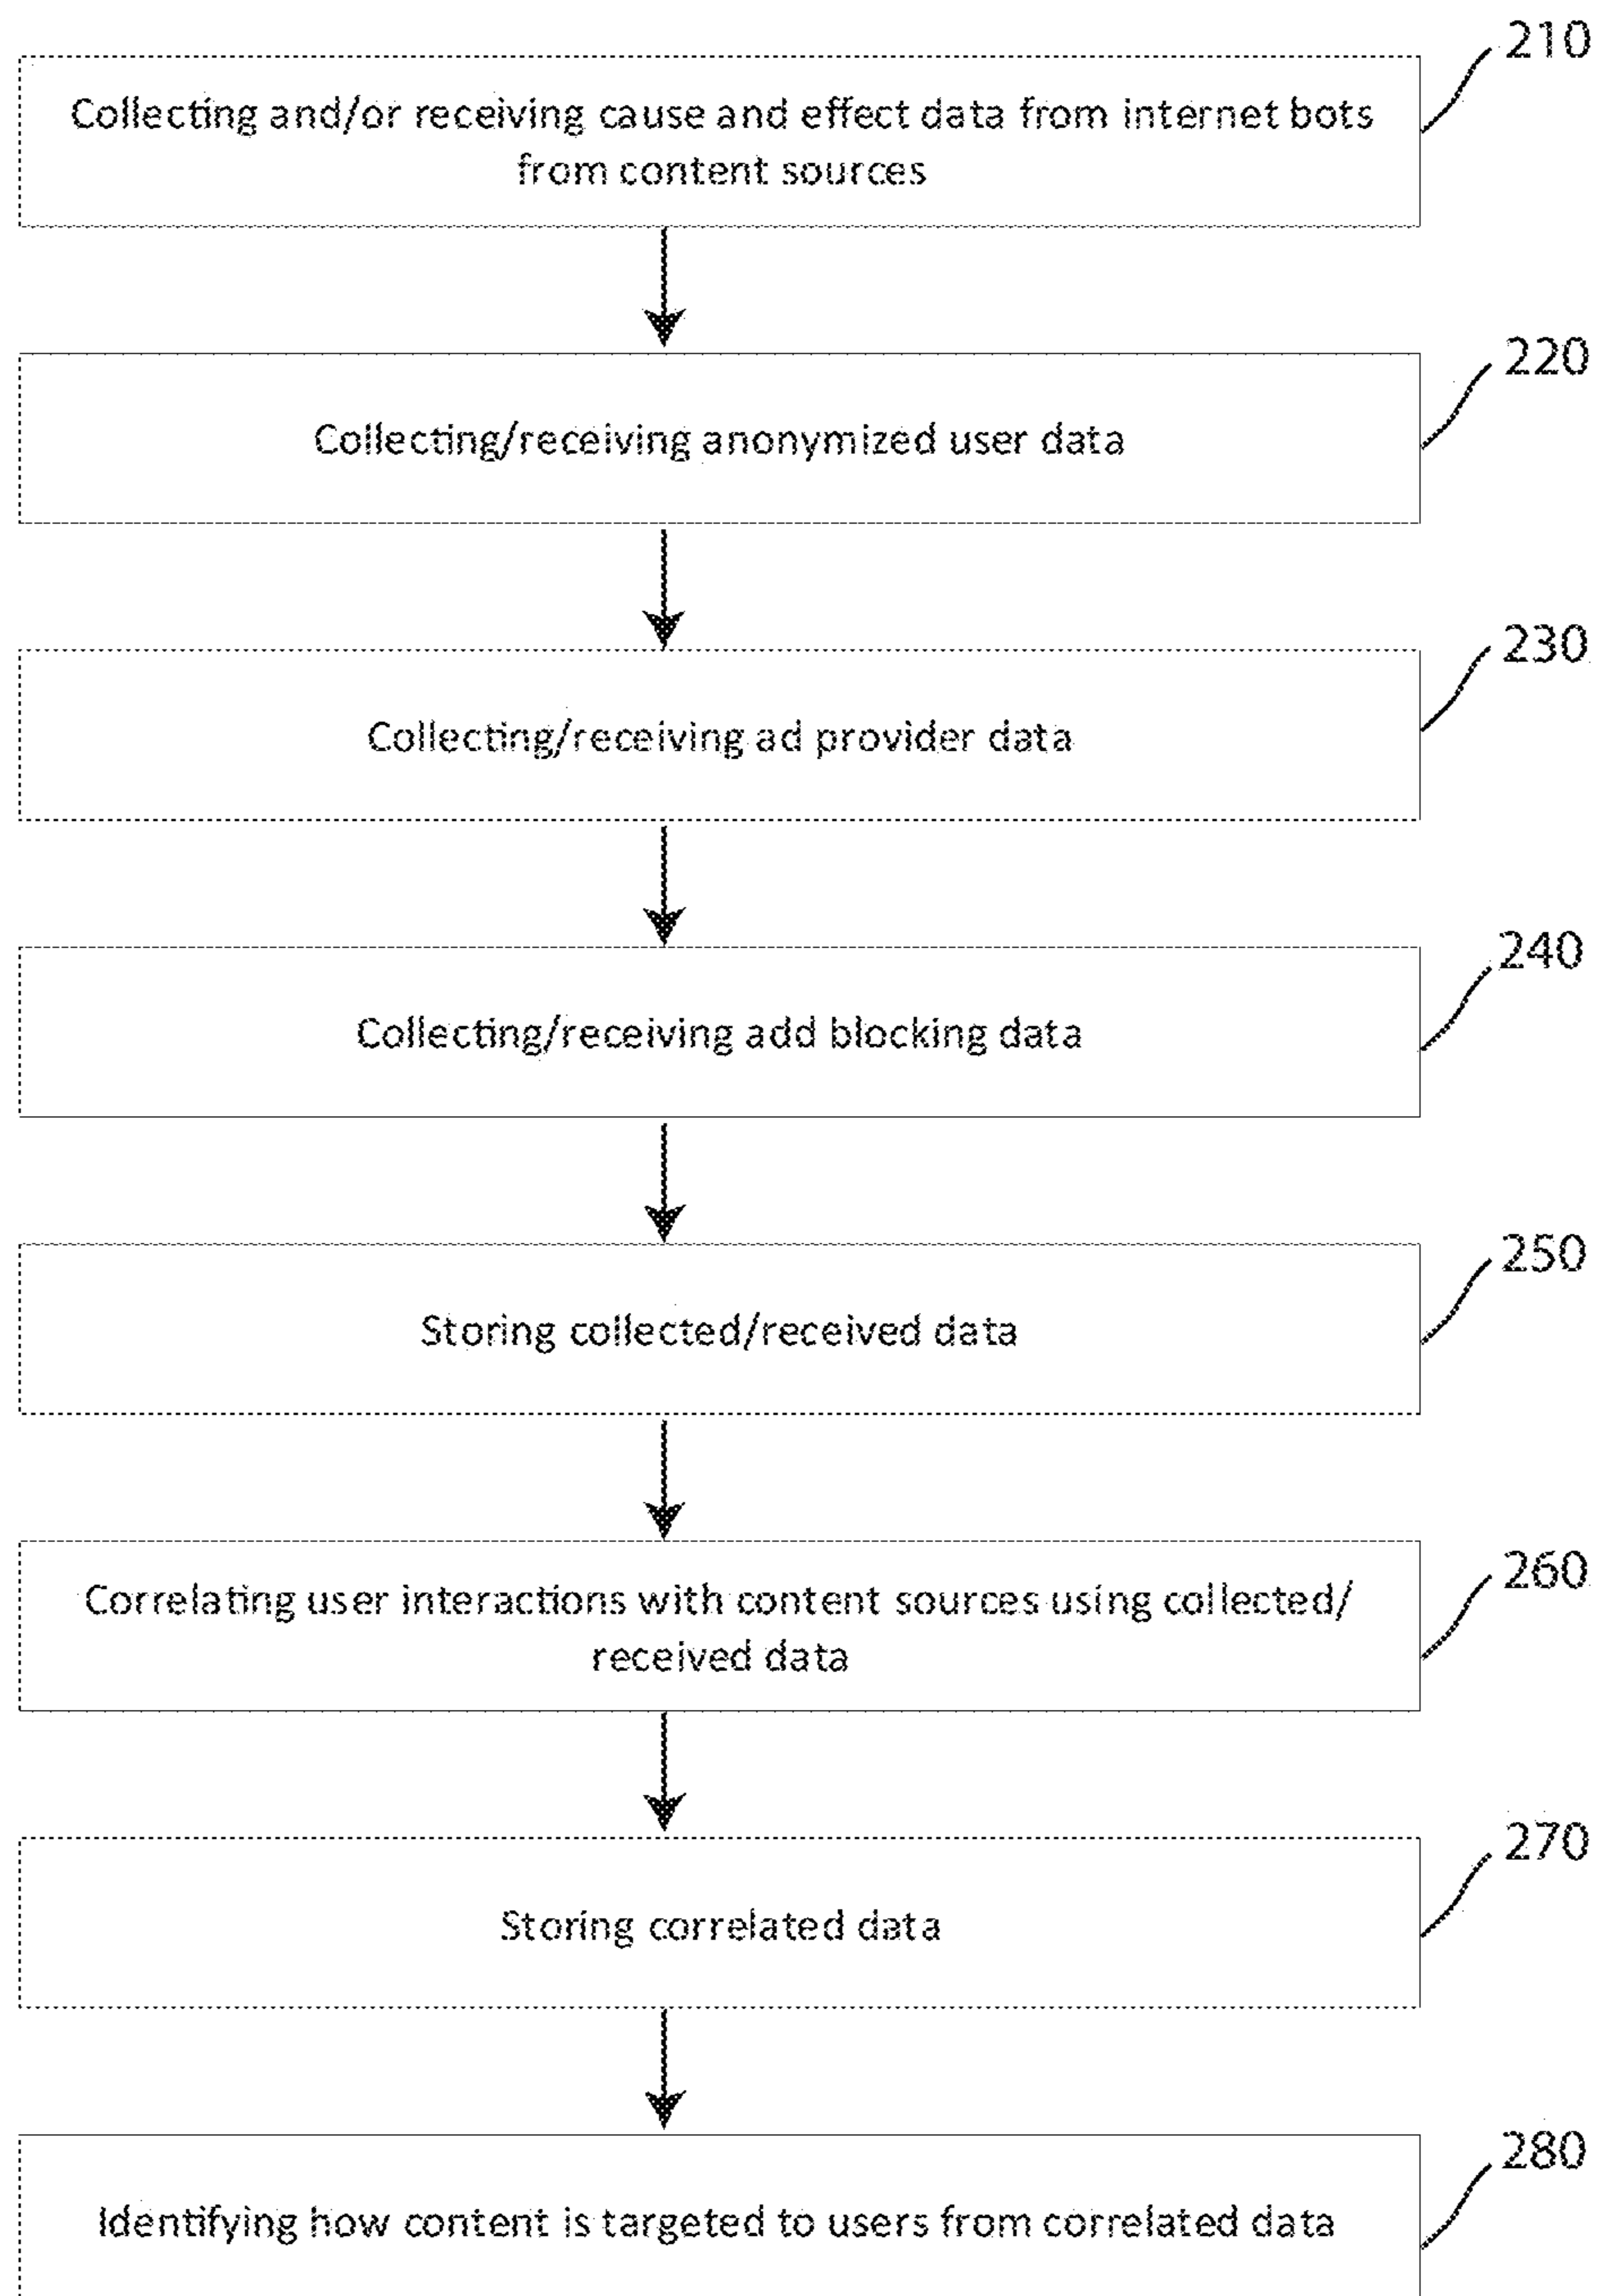 210
Collecting and/or receiving cause and effect data from internet bots
from content sources
220
Collecting/receiving anonymized user data
230
Collecting/receiving ad provider data
240
Collecting/receiving add blocking data
250
Storing collected/received data
260
Correlating user interactions with content sources using collected/
received data
270
Storing correlated data
280
Identifying how content is targeted to users from correlated data